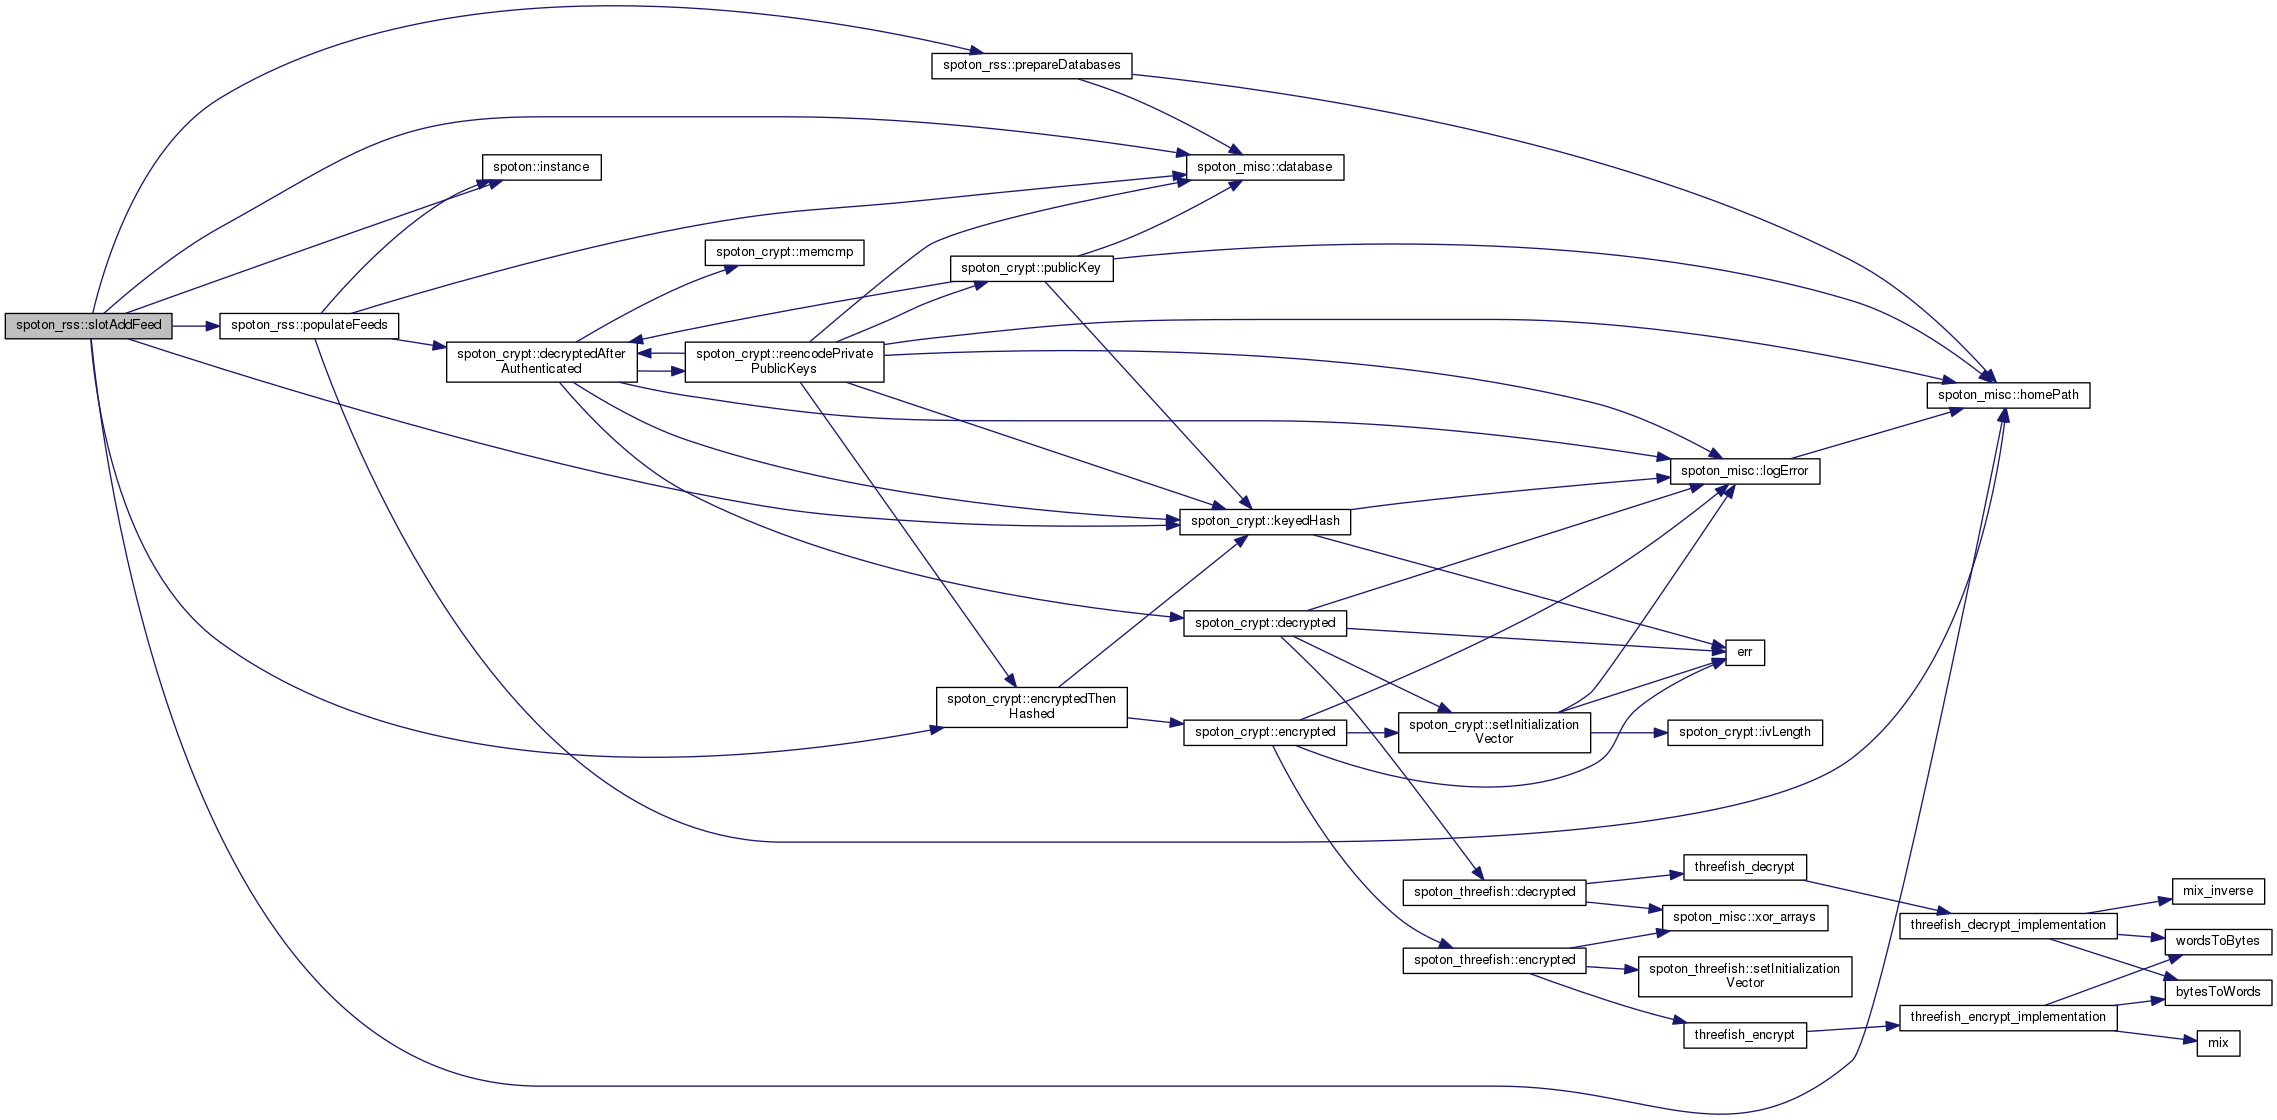 spoton_rss::prepareDatabases
spoton::instance
spoton_misc::database
spoton_crypt::memcmp
spoton_crypt::publicKey
spoton_rss::slotAddFeed
spoton_rss::populateFeeds
spoton_crypt::decryptedAfter
Authenticated
spoton_crypt::reencodePrivate
PublicKeys
spoton_misc::homePath
spoton_misc::logError
spoton_crypt::keyedHash
spoton_crypt::decrypted
err
spoton_crypt::encryptedThen
Hashed
spoton_crypt::encrypted
spoton_crypt::setInitialization
Vector
spoton_crypt::ivLength
threefish_decrypt
spoton_threefish::decrypted
mix_inverse
spoton_misc::xor_arrays
threefish_decrypt_implementation
wordsToBytes
spoton_threefish::encrypted
spoton_threefish::setInitialization
Vector
bytesToWords
threefish_encrypt_implementation
threefish_encrypt
mix